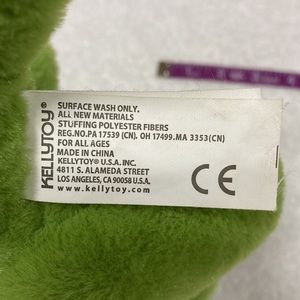 KELLYTOY®
SURFACE WASH ONLY.
ALL NEW MATERIALS
STUFFING POLYESTER FIBERS
REG.NO.PA 17539 (CN). OH 17499.MA 3353(CN)
FOR ALL AGES
MADE IN CHINA
KELLYTOY® U.S.A. INC.
4811 S. ALAMEDA STREET
LOS ANGELES, CA 90058 U.S.A.
www.kellytoy.com
CE